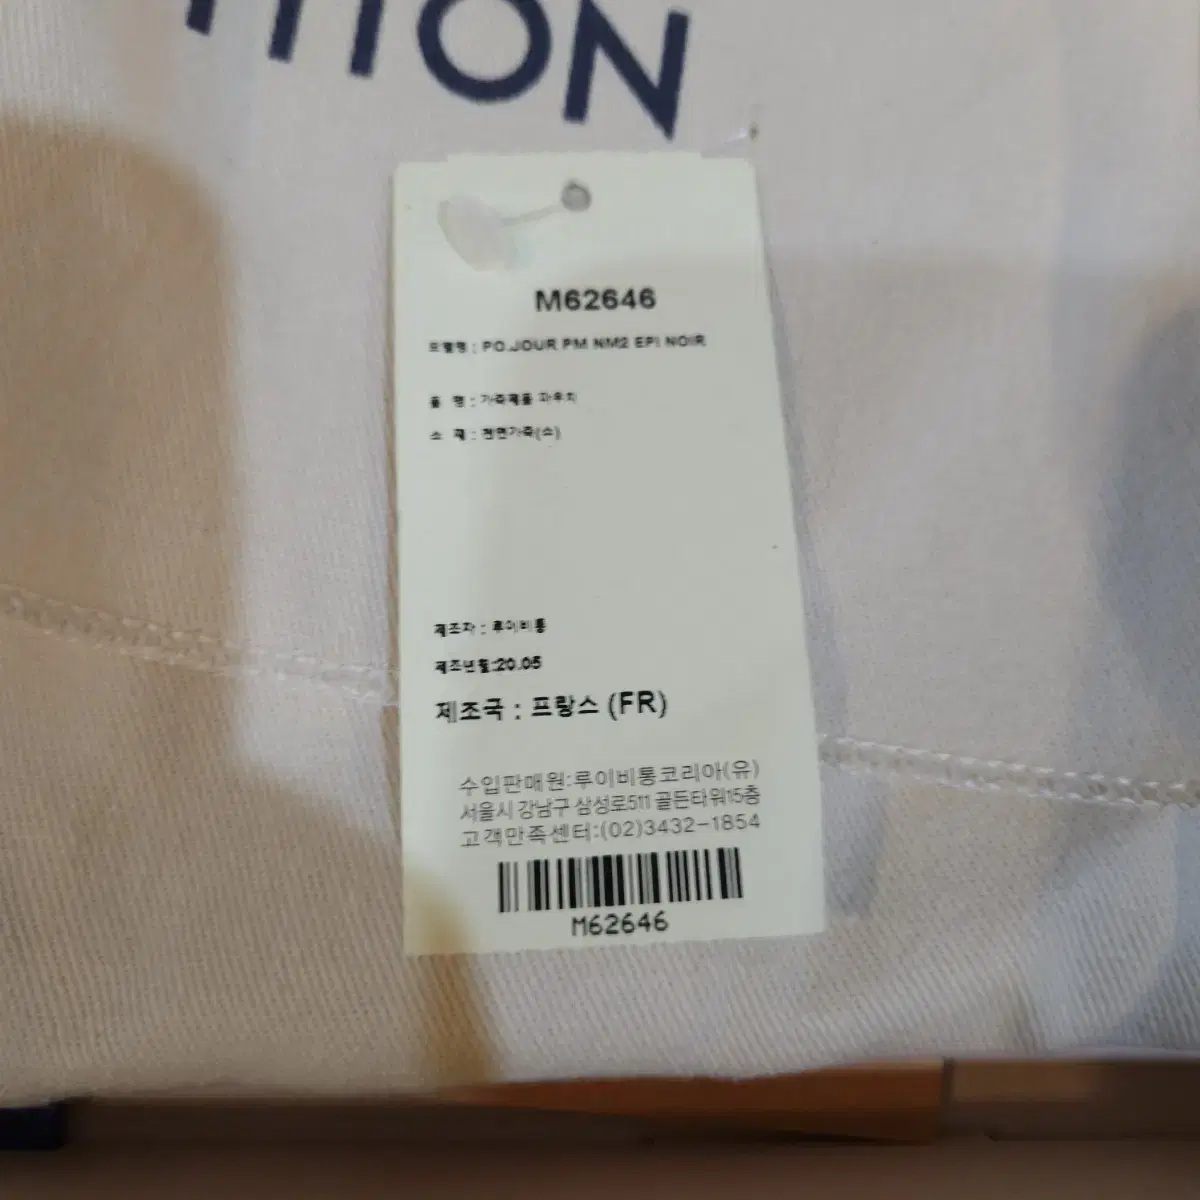 TTON
M62646
모델명 : PO.JOUR PM NM2 EPI NOIR
품 명 : 가죽제품 파우치
소 재 : 천연가죽(소)
제조자 : 루이비통
제조년월:20.05
제조국 : 프랑스 (FR)
수입판매원:루이비통코리아(유)
서울시 강남구 삼성로511 골든타워15층
고객만족센터:(02)3432-1854
M62646